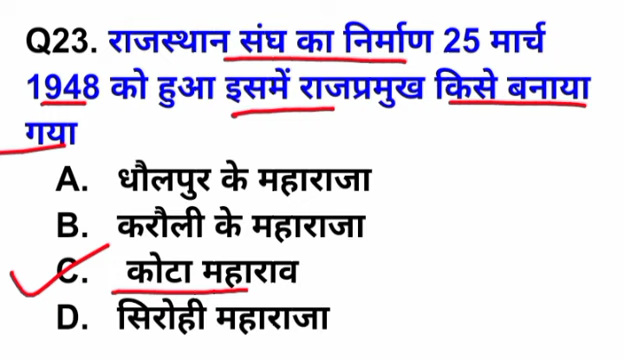 Q23. राजस्थान संघ का निर्माण 25 मार्च
1948 को हुआ इसमें राजप्रमुख किसे बनाया
गया
A. धौलपुर के महाराजा
B. करौली के महाराजा
C. कोटा महाराव
D. सिरोही महाराजा